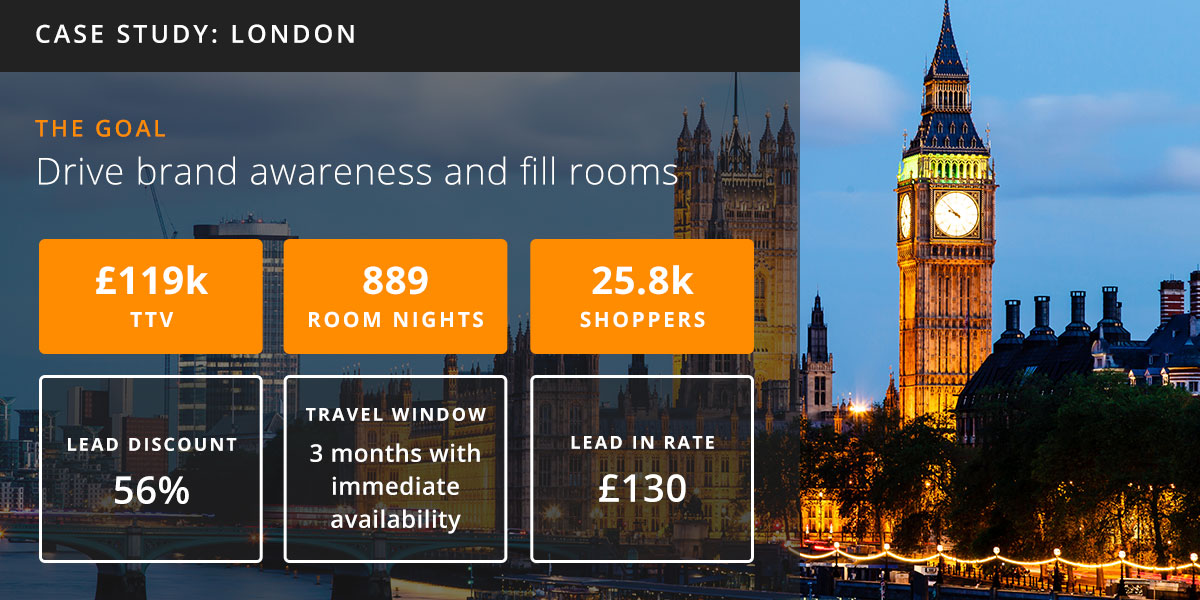 CASE STUDY: LONDON
THE GOAL
Drive brand awareness and fill rooms
£119k
TTV
889
ROOM NIGHTS
25.8k
SHOPPERS
LEAD DISCOUNT
56%
TRAVEL WINDOW
3 months with
immediate
availability
LEAD IN RATE
£130